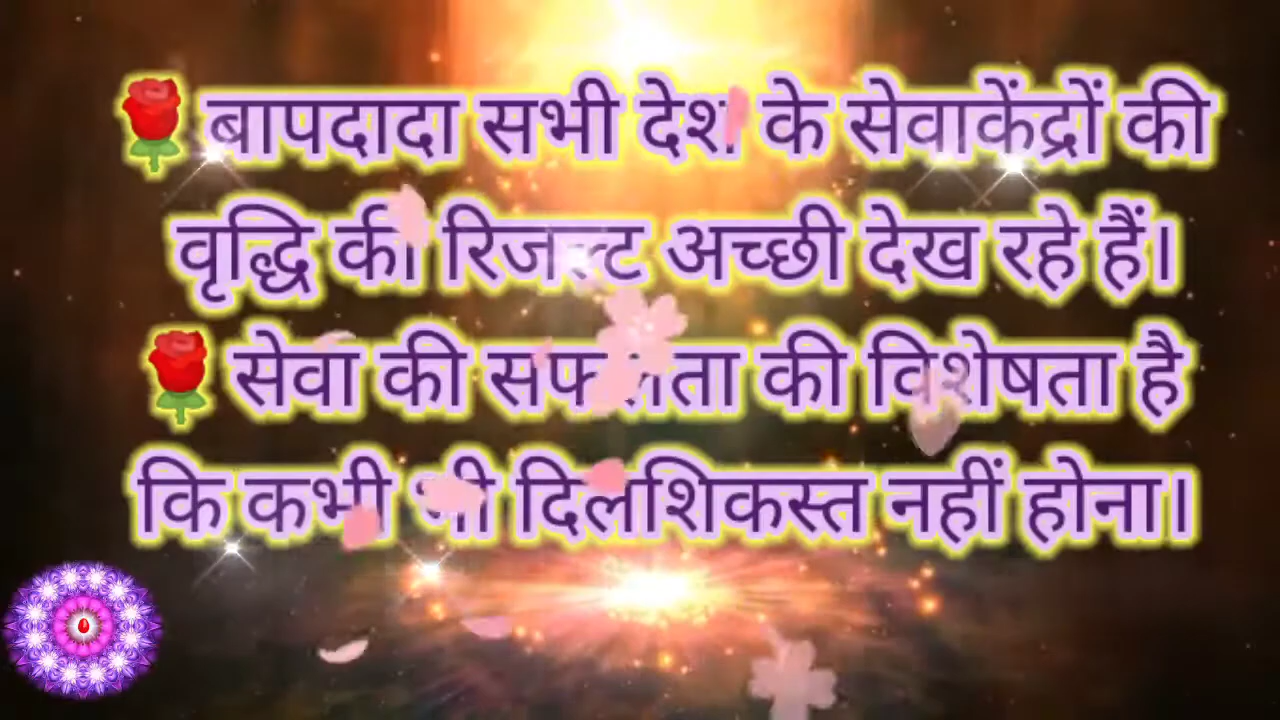 🌹बापदादा सभी देश के सेवाकेंद्रों की
वृद्धि की रिजल्ट अच्छी देख रहे हैं।
🌹सेवा की सफलता की विशेषता है
कि कभी भी दिलशिकस्त नहीं होना।